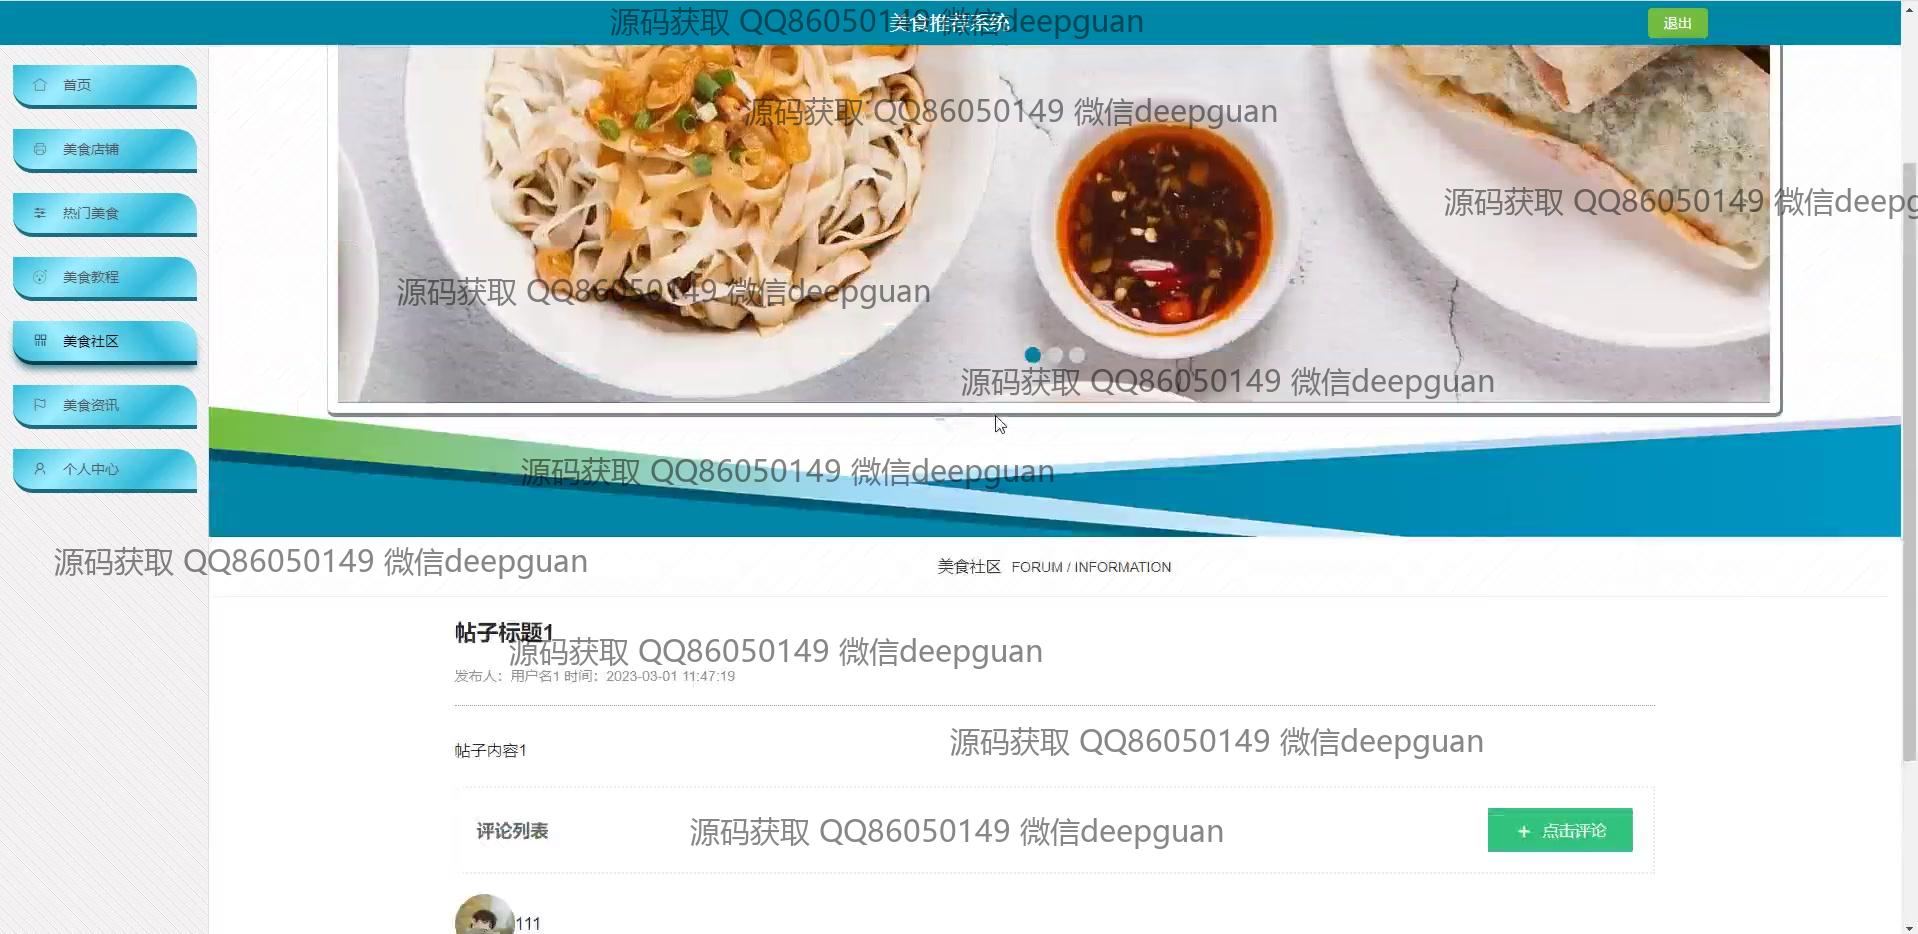 美食推荐系统
源码获取 QQ86050149 微信deepguan
退出
首页
源码获取 QQ86050149 微信deepguan
美食店铺
源码获取 QQ86050149 微信deepg
热门美食
美食教程
源码获取 QQ86050149 微信deepguan
美食社区
源码获取 QQ86050149 微信deepguan
美食资讯
个人中心
源码获取 QQ86050149 微信deepguan
源码获取 QQ86050149 微信deepguan
美食社区 FORUM / INFORMATION
帖子标题1
源码获取 QQ86050149 微信deepguan
发布人：用户名1 时间：2023-03-01 11:47:19
帖子内容1
源码获取 QQ86050149 微信deepguan
评论列表
源码获取 QQ86050149 微信deepguan
+ 点击评论
111